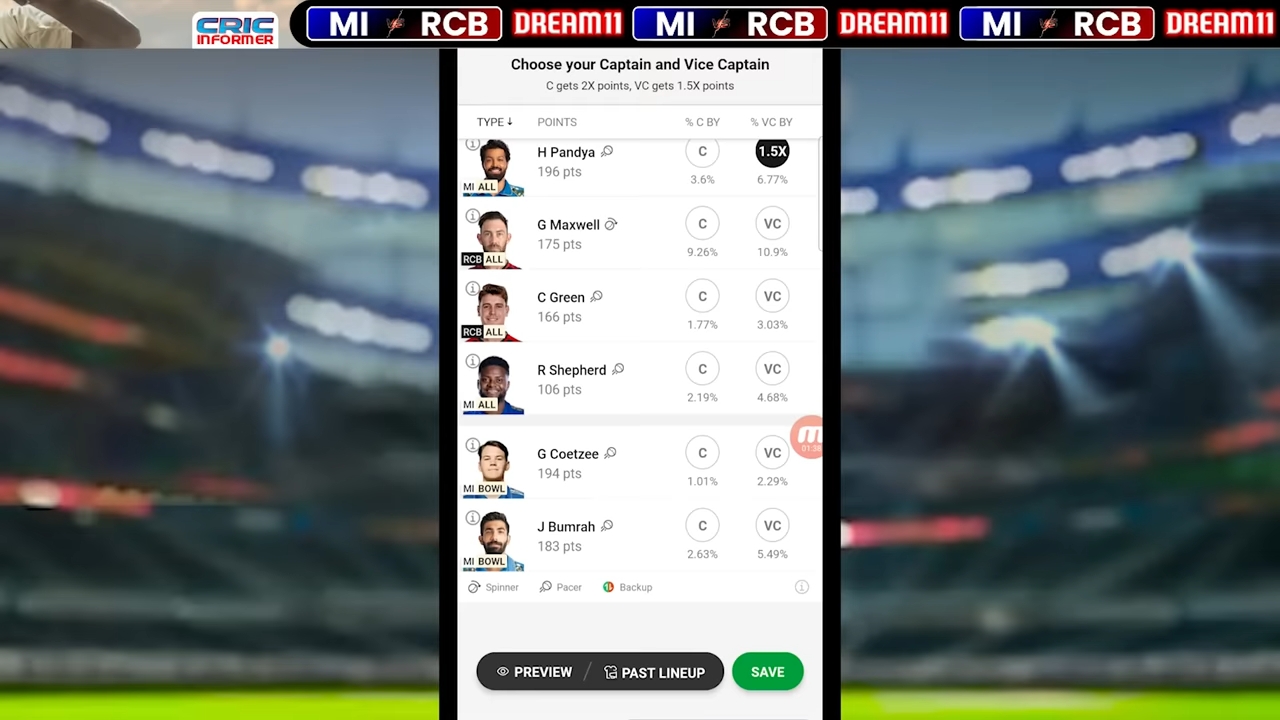 CRIC
INFORMER
MI RCB DREAM11 MI RCB DREAM11 MI RCB DREAM11
Choose your Captain and Vice Captain
C gets 2X points, VC gets 1.5X points
TYPE↓ POINTS % C BY % VC BY
H Pandya C 1.5X
196 pts 3.6% 6.77%
MI ALL
G Maxwell C VC
175 pts 9.26% 10.9%
RCB ALL
C Green C VC
166 pts 1.77% 3.03%
RCB ALL
R Shepherd C VC
106 pts 2.19% 4.68%
MI ALL
G Coetzee C VC
194 pts 1.01% 2.29%
MI BOWL
J Bumrah C VC
183 pts 2.63% 5.49%
MI BOWL
Spinner Pacer Backup
PREVIEW / PAST LINEUP SAVE